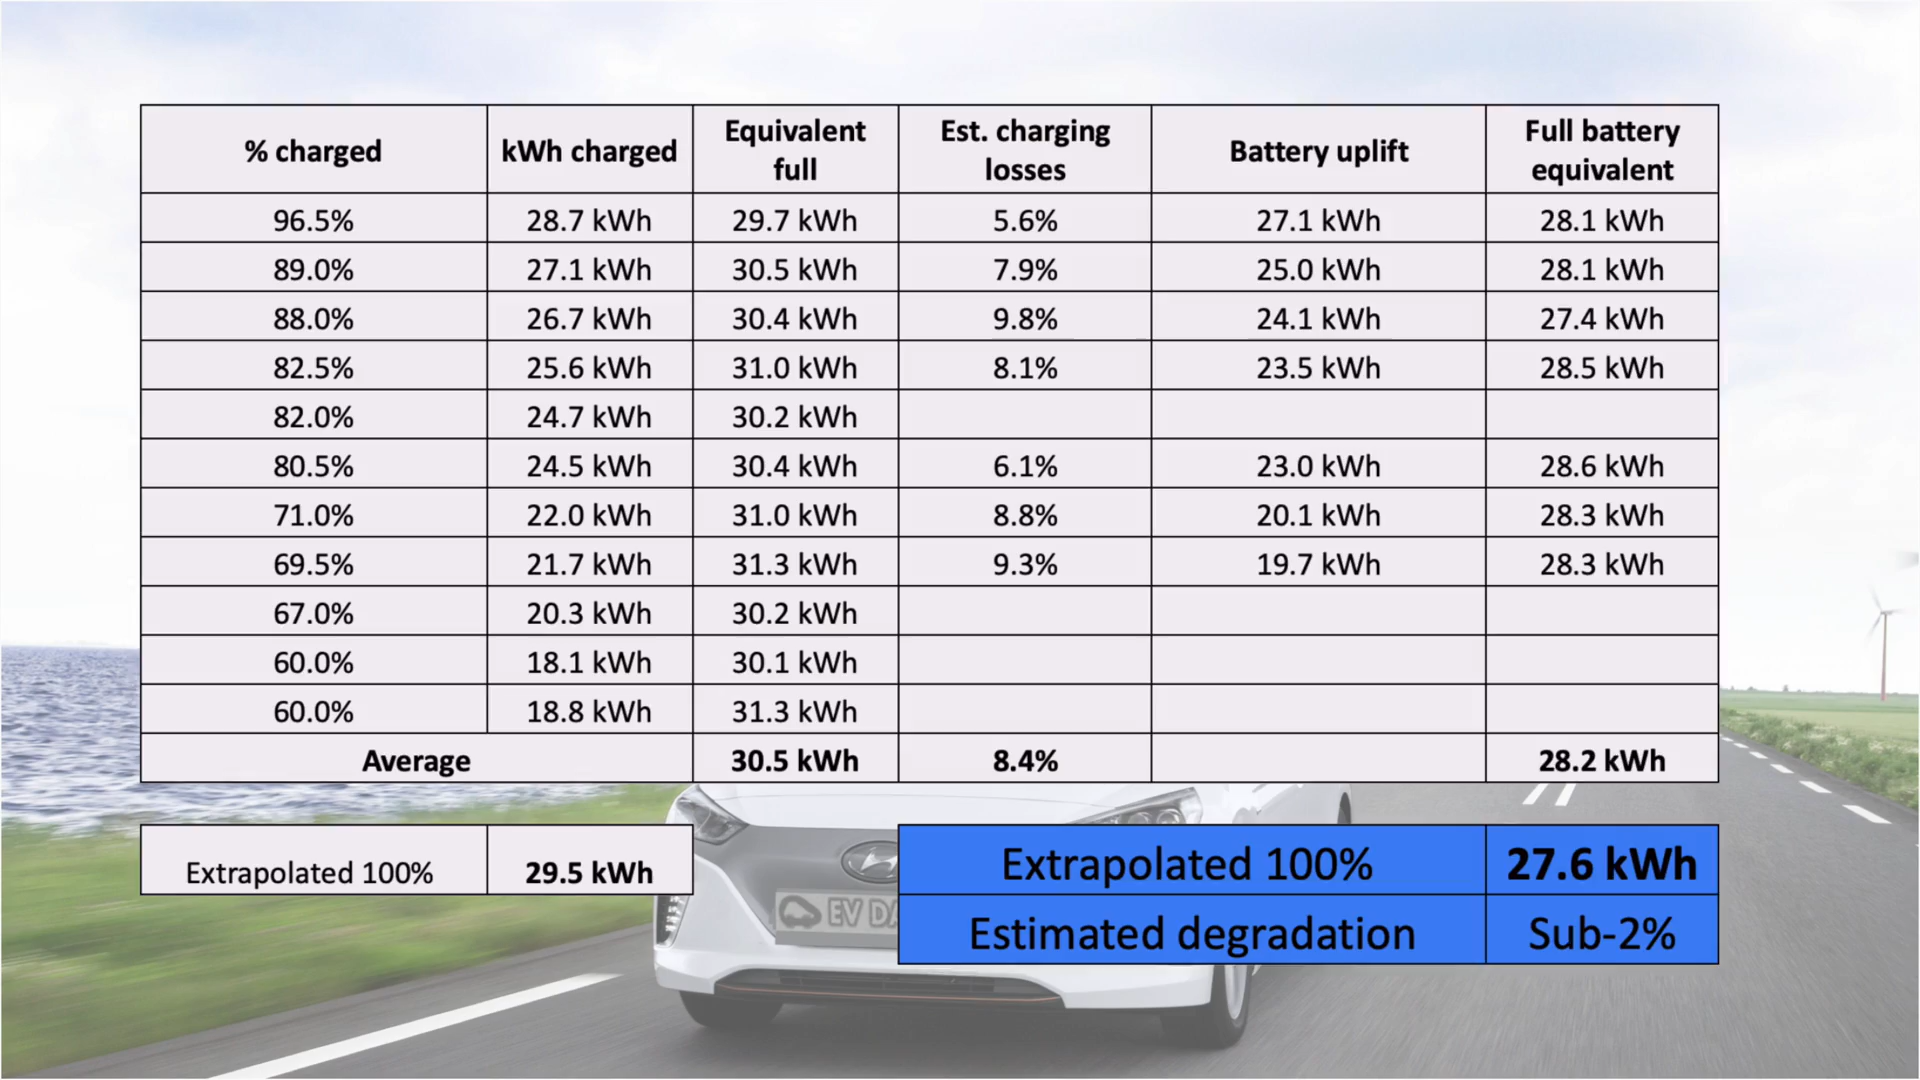 % charged
kWh charged
Equivalent
full
Est. charging
losses
Battery uplift
Full battery
equivalent
96.5% 28.7 kWh 29.7 kWh 5.6% 27.1 kWh 28.1 kWh
89.0% 27.1 kWh 30.5 kWh 7.9% 25.0 kWh 28.1 kWh
88.0% 26.7 kWh 30.4 kWh 9.8% 24.1 kWh 27.4 kWh
82.5% 25.6 kWh 31.0 kWh 8.1% 23.5 kWh 28.5 kWh
82.0% 24.7 kWh 30.2 kWh
80.5% 24.5 kWh 30.4 kWh 6.1% 23.0 kWh 28.6 kWh
71.0% 22.0 kWh 31.0 kWh 8.8% 20.1 kWh 28.3 kWh
69.5% 21.7 kWh 31.3 kWh 9.3% 19.7 kWh 28.3 kWh
67.0% 20.3 kWh 30.2 kWh
60.0% 18.1 kWh 30.1 kWh
60.0% 18.8 kWh 31.3 kWh
Average 30.5 kWh 8.4% 28.2 kWh
Extrapolated 100% 29.5 kWh
Extrapolated 100% 27.6 kWh
Estimated degradation Sub-2%
EV